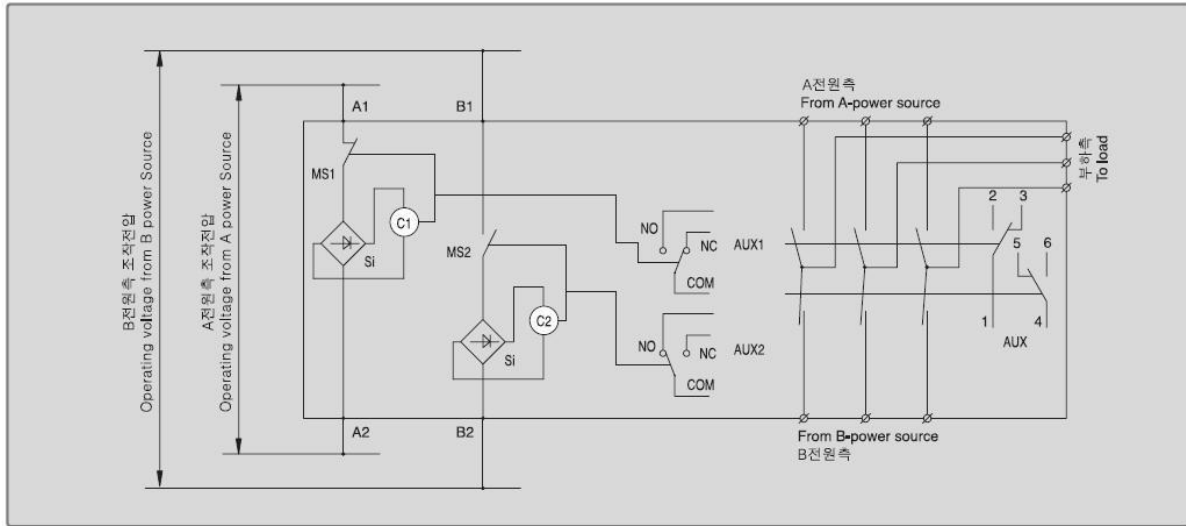 B전원측 조작전압
Operating voltage from B power Source
A전원측 조작전압
Operating voltage from A power Source
A1
B1
MS1
C1
Si
MS2
C2
Si
A2
B2
NO
NC
AUX1
COM
NO
NC
AUX2
COM
A전원측
From A-power source
부하측
To load
2
3
5
6
1
4
AUX
From B-power source
B전원측